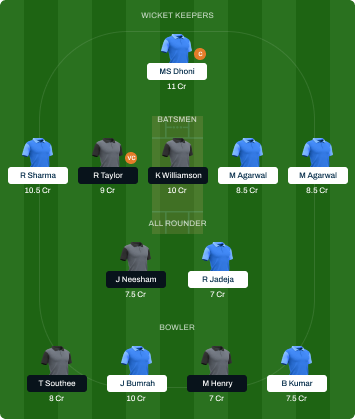 WICKET KEEPERS
C
MS Dhoni
11 Cr
BATSMEN
VC
R Sharma R Taylor K Williamson M Agarwal M Agarwal
10.5 Cr 9 Cr 10 Cr 8.5 Cr 8.5 Cr
ALL ROUNDER
J Neesham R Jadeja
7.5 Cr 7 Cr
BOWLER
T Southee J Bumrah M Henry B Kumar
8 Cr 10 Cr 7 Cr 7.5 Cr